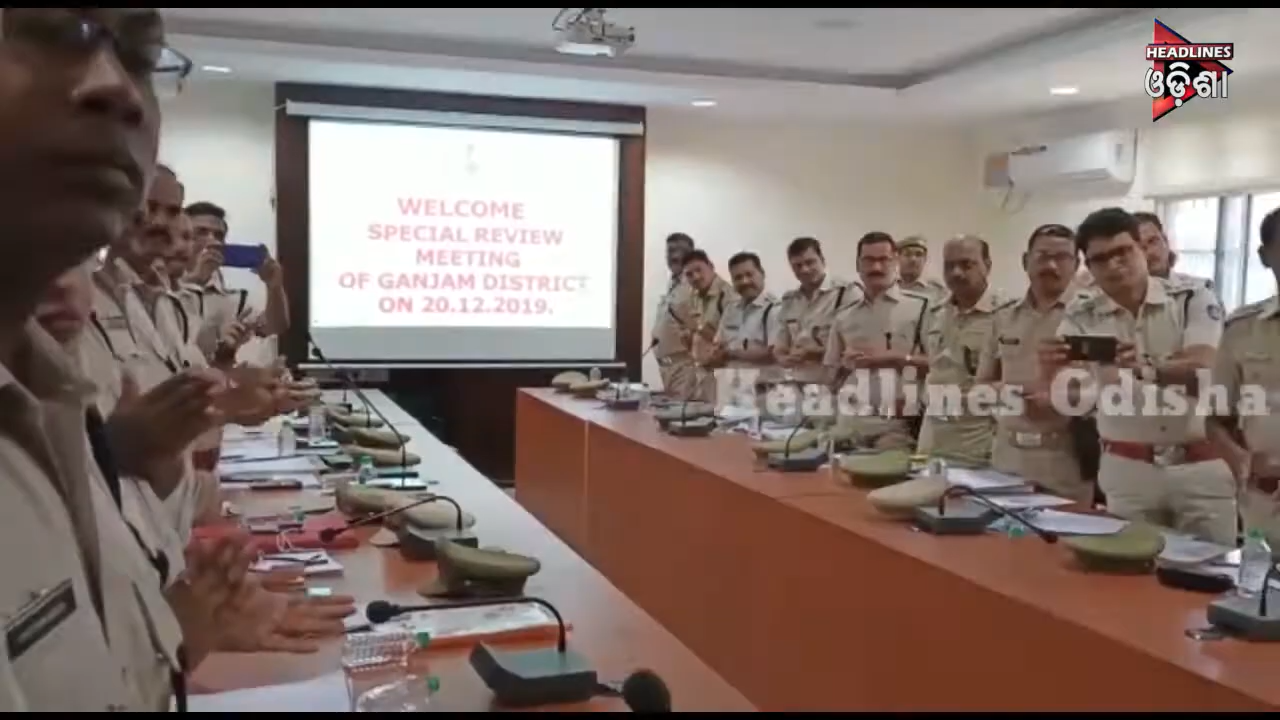 HEADLINES
ଓଡ଼ିଶା
WELCOME
SPECIAL REVIEW
MEETING
OF GANJAM DISTRICT
ON 20.12.2019.
Headlines Odisha